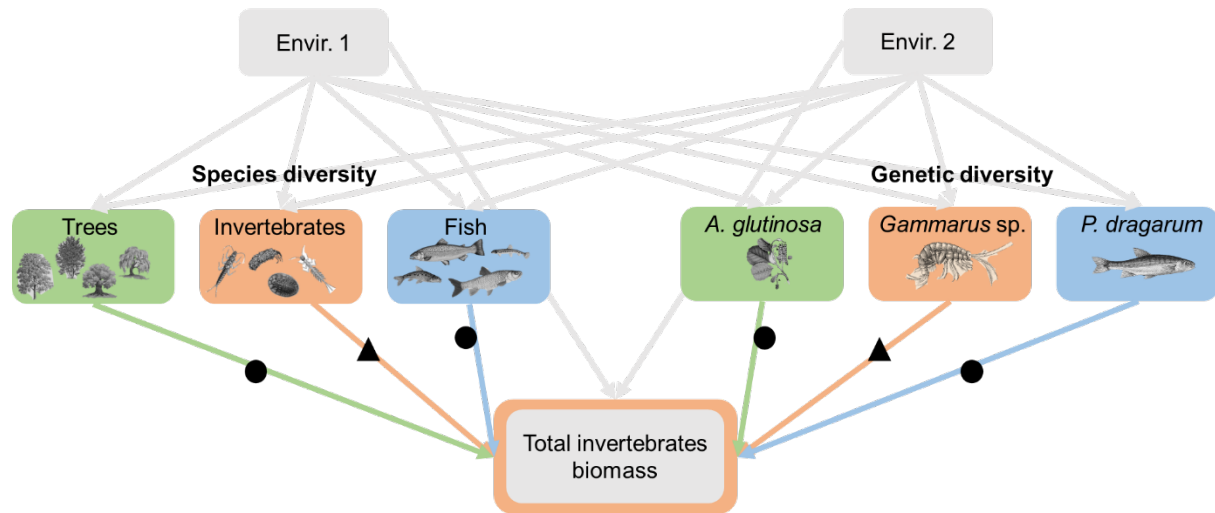 Envir. 1
Envir. 2
Species diversity
Genetic diversity
Trees
Invertebrates
Fish
A. glutinosa
Gammarus sp.
P. dragarum
Total invertebrates
biomass